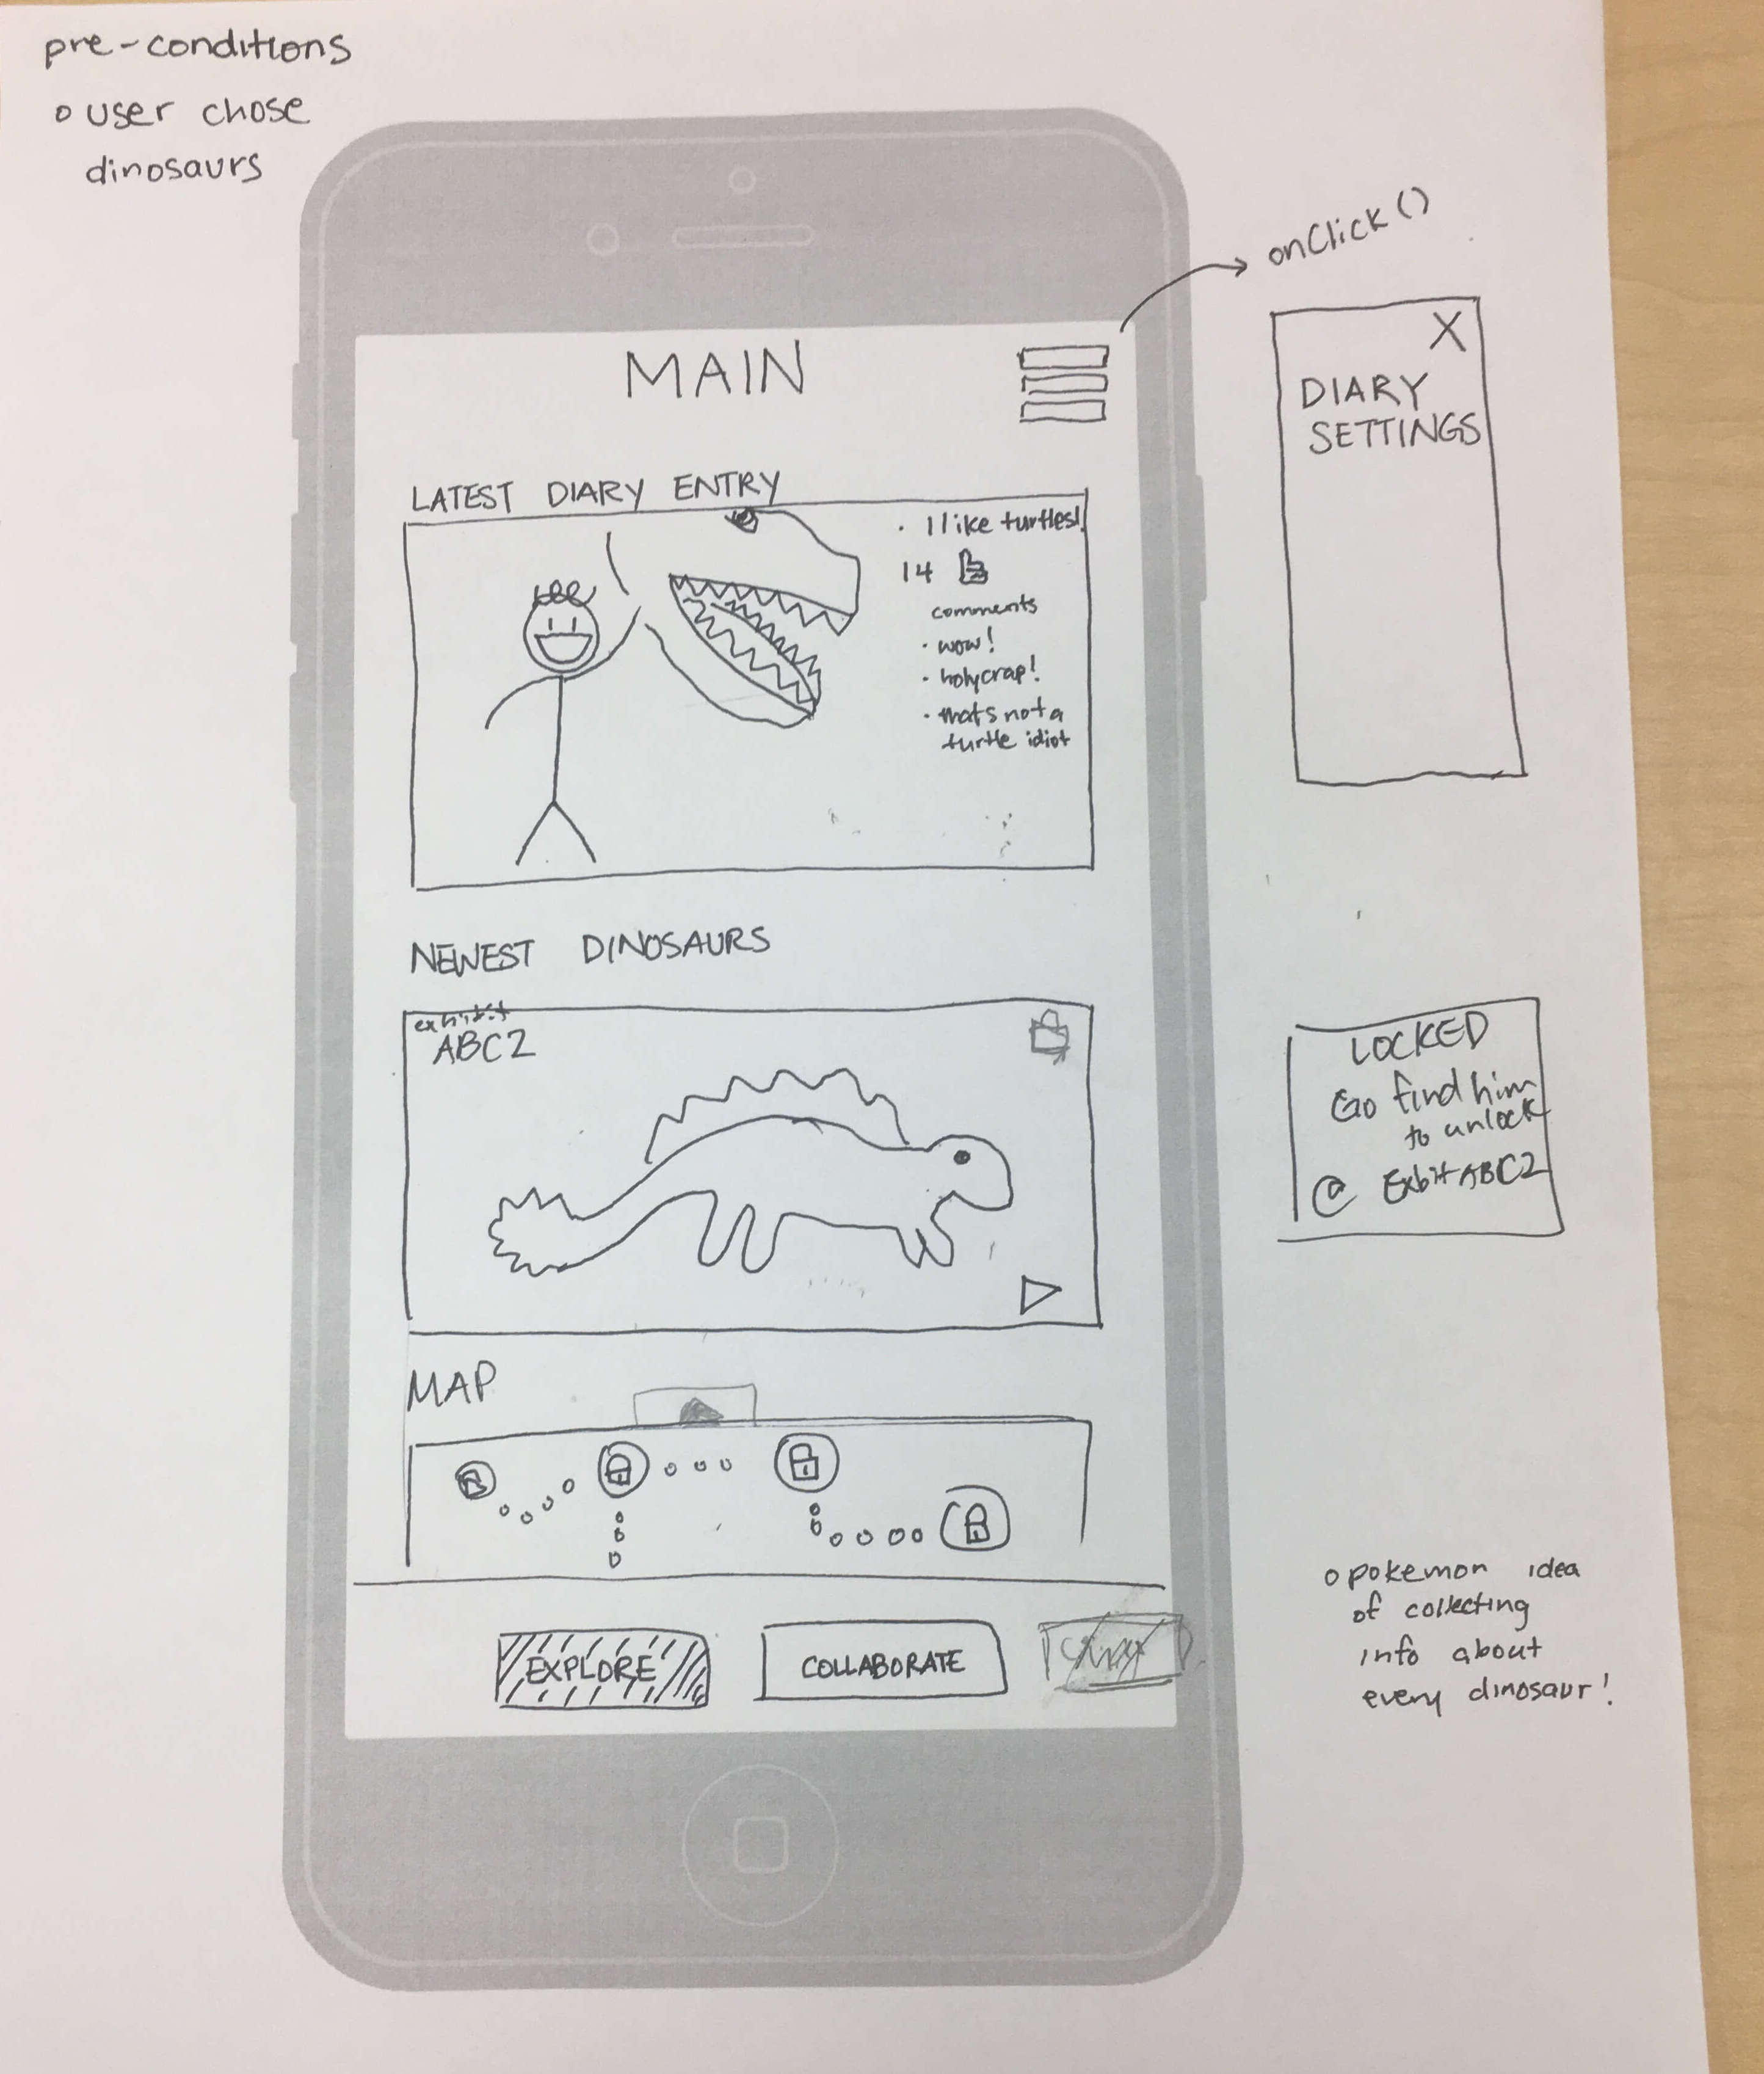 pre-conditions
o user chose
dinosaurs
onClick()
MAIN
X
DIARY
SETTINGS
LATEST DIARY ENTRY
· I like turtles!
14
comments
· wow!
· holycrap!
· thats not a
turtle idiot
NEWEST DINOSAURS
exhibit
ABC2
LOCKED
Go find him
to unlock
@ Exbit ABC2
MAP
EXPLORE
COLLABORATE
o pokemon idea
of collecting
info about
every dinosaur!